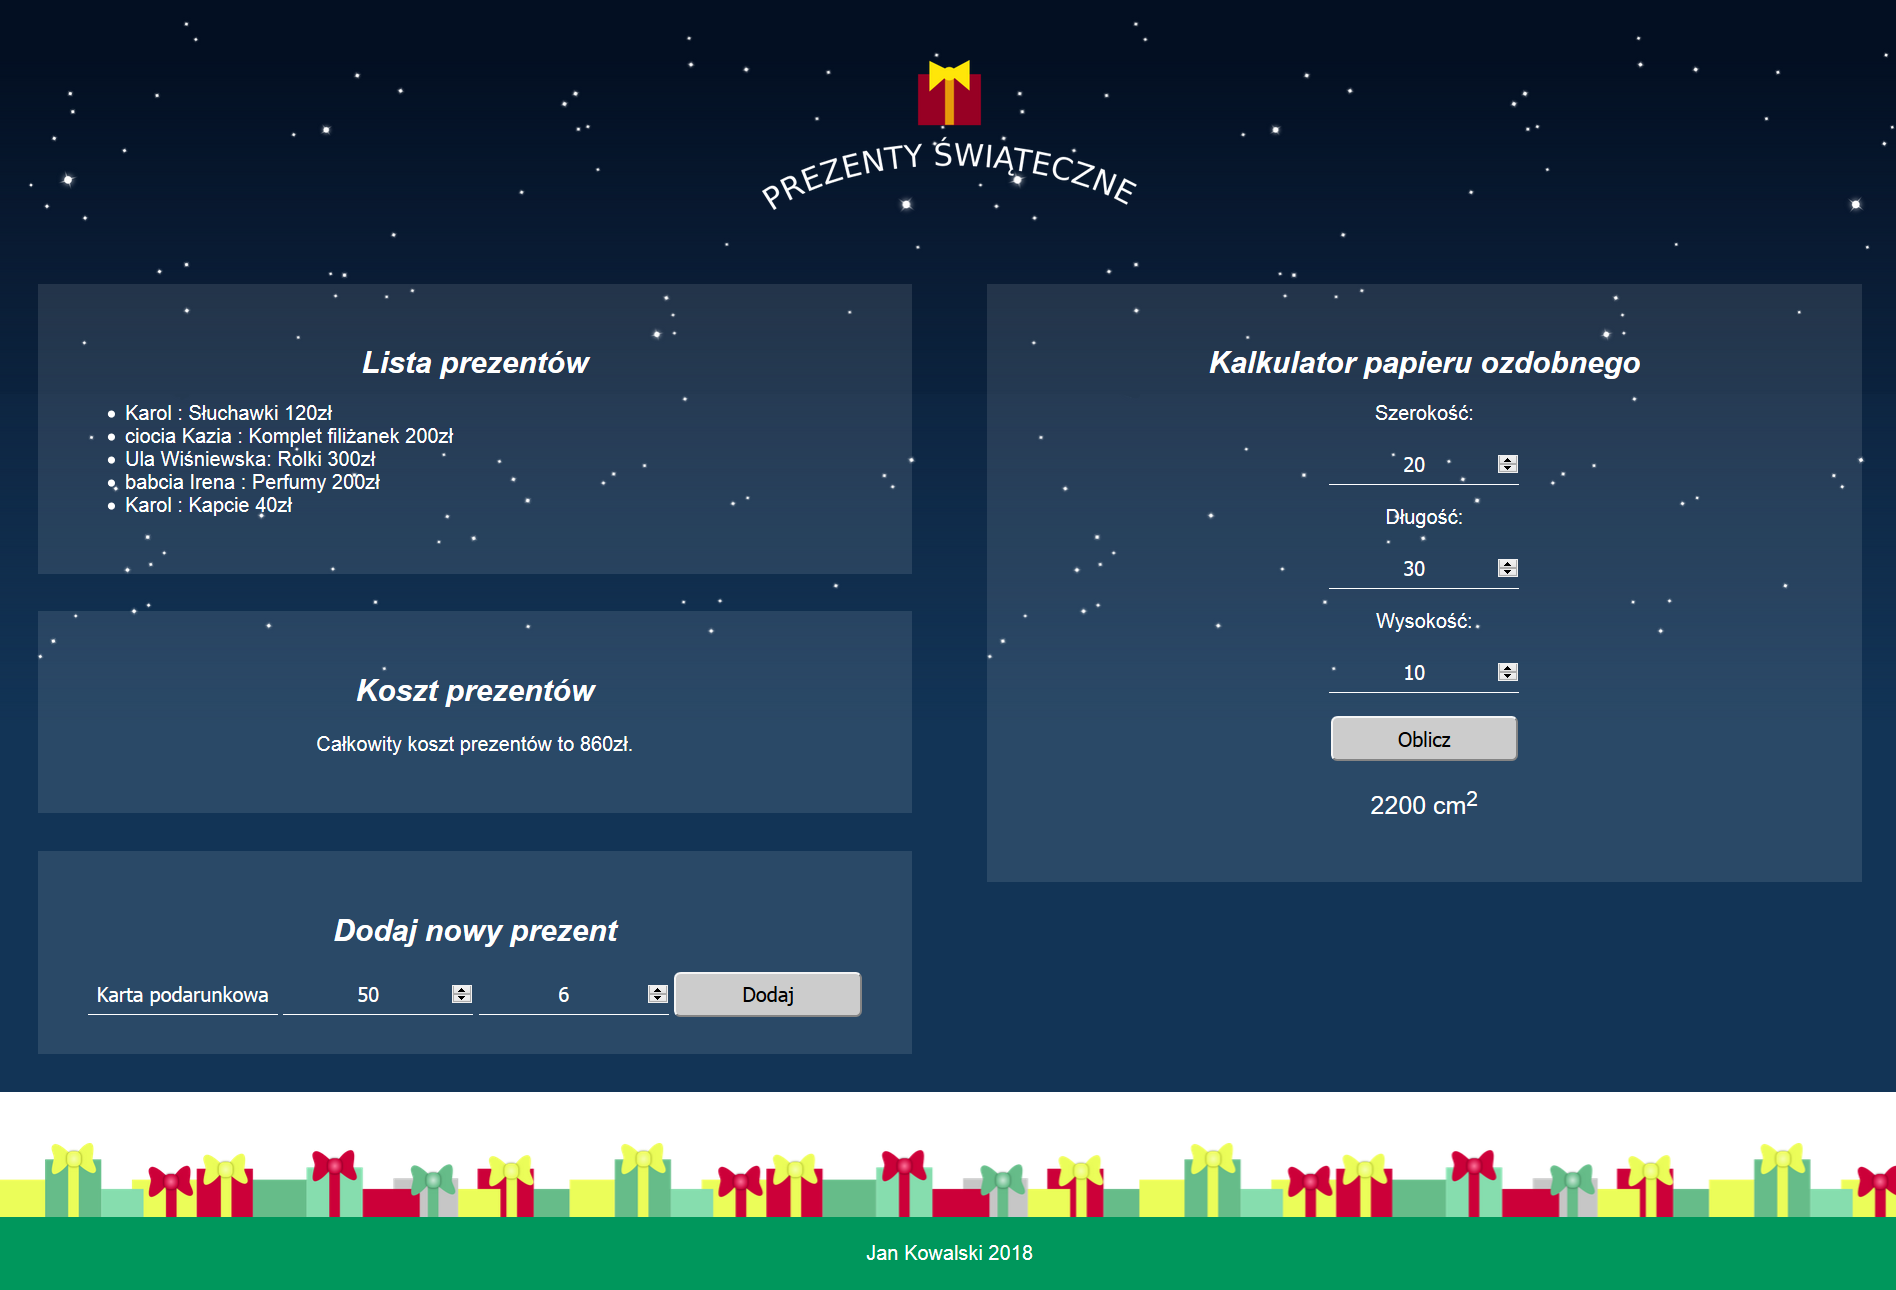 PREZENTY ŚWIĄTECZNE
Lista prezentów
Karol : Słuchawki 120zł
ciocia Kazia : Komplet filiżanek 200zł
Ula Wiśniewska: Rolki 300zł
babcia Irena : Perfumy 200zł
Karol : Kapcie 40zł
Koszt prezentów
Całkowity koszt prezentów to 860zł.
Dodaj nowy prezent
Karta podarunkowa 50 6 Dodaj
Kalkulator papieru ozdobnego
Szerokość:
20
Długość:
30
Wysokość:
10
Oblicz
2200 cm²
Jan Kowalski 2018